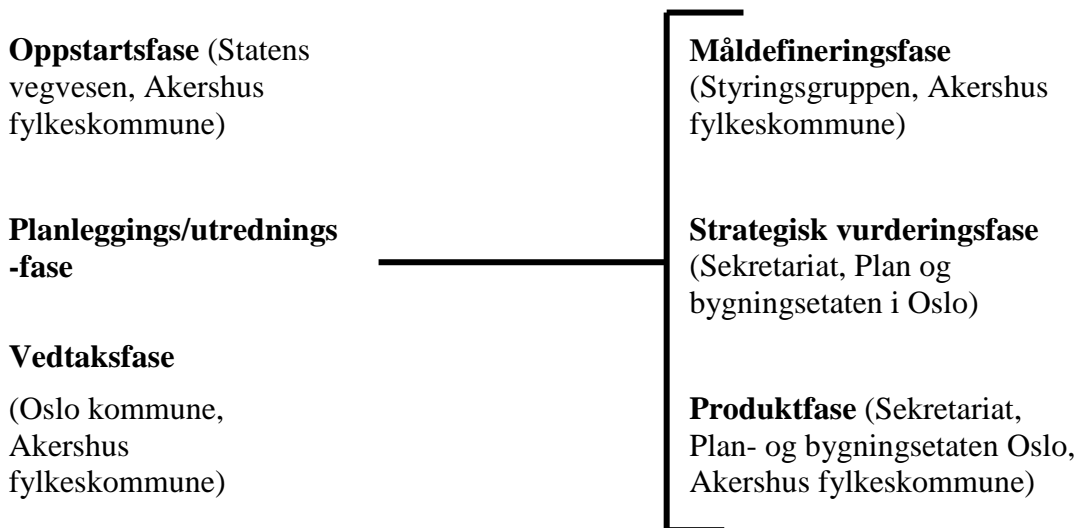 Oppstartsfase (Statens
vegvesen, Akershus
fylkeskommune)
Planleggings/utrednings
-fase
Vedtaksfase
(Oslo kommune,
Akershus
fylkeskommune)
Måldefineringsfase
(Styringsgruppen, Akershus
fylkeskommune)
Strategisk vurderingsfase
(Sekretariat, Plan og
bygningsetaten i Oslo)
Produktfase (Sekretariat,
Plan- og bygningsetaten Oslo,
Akershus fylkeskommune)